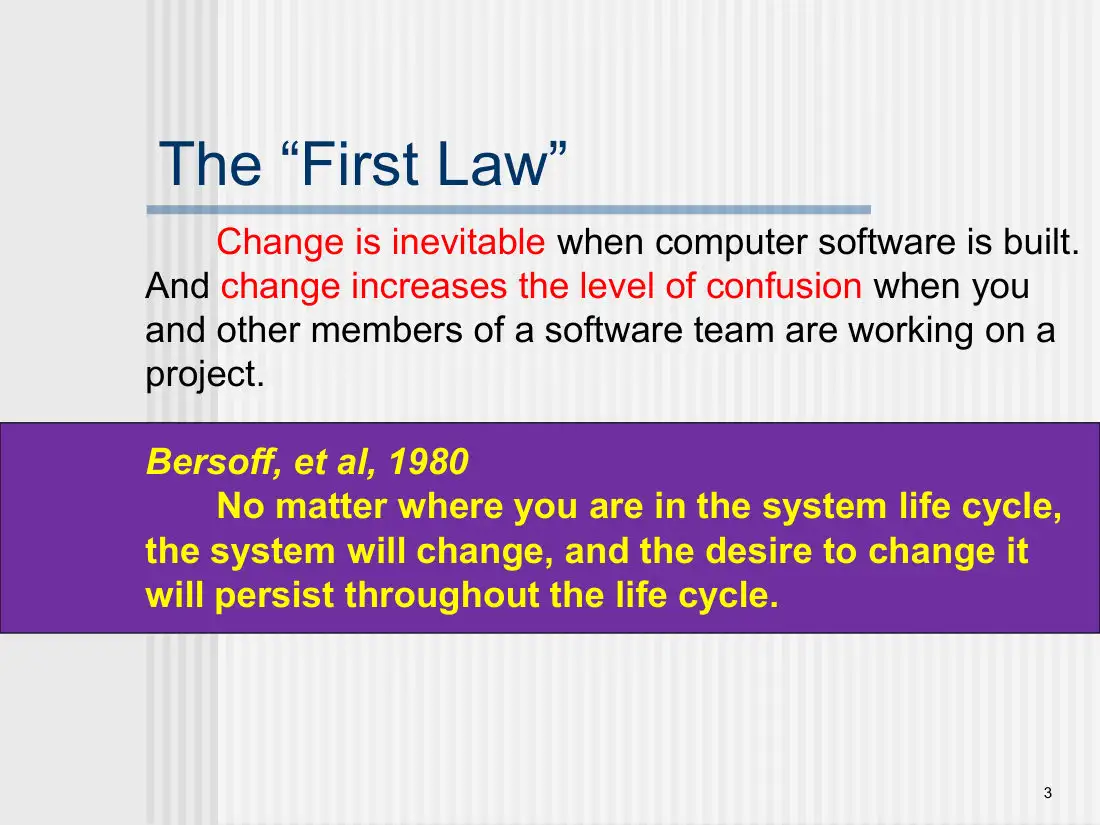 The “First Law”
Change is inevitable when computer software is built.
And change increases the level of confusion when you
and other members of a software team are working on a
project.
Bersoff, et al, 1980
No matter where you are in the system life cycle,
the system will change, and the desire to change it
will persist throughout the life cycle.
3